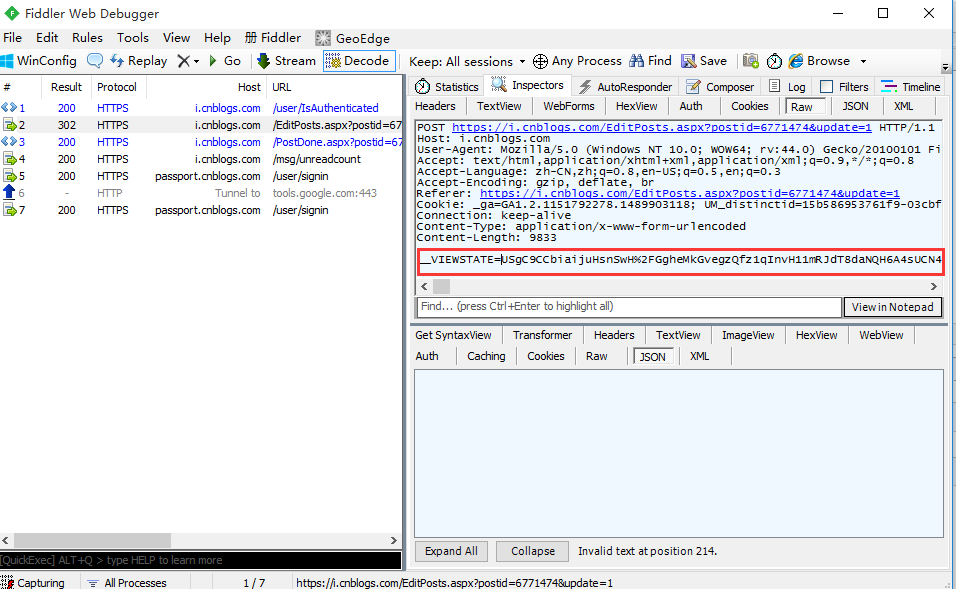 Fiddler Web Debugger
File Edit Rules Tools View Help 册 Fiddler GeoEdge
WinConfig Replay Go Stream Decode Keep: All sessions Any Process Find Save Browse
# Result Protocol Host URL
1 200 HTTPS i.cnblogs.com /user/IsAuthenticated
2 302 HTTPS i.cnblogs.com /EditPosts.aspx?postid=67
3 200 HTTPS i.cnblogs.com /PostDone.aspx?postid=67
4 200 HTTPS i.cnblogs.com /msg/unreadcount
5 200 HTTPS passport.cnblogs.com /user/signin
6 - HTTP Tunnel to tools.google.com:443
7 200 HTTPS passport.cnblogs.com /user/signin
[QuickExec] ALT+Q > type HELP to learn more
Statistics Inspectors AutoResponder Composer Log Filters Timeline
Headers TextView WebForms HexView Auth Cookies Raw JSON XML
POST https://i.cnblogs.com/EditPosts.aspx?postid=6771474&update=1 HTTP/1.1
Host: i.cnblogs.com
User-Agent: Mozilla/5.0 (Windows NT 10.0; WOW64; rv:44.0) Gecko/20100101 Fi
Accept: text/html,application/xhtml+xml,application/xml;q=0.9,*/*;q=0.8
Accept-Language: zh-CN,zh;q=0.8,en-US;q=0.5,en;q=0.3
Accept-Encoding: gzip, deflate, br
Referer: https://i.cnblogs.com/EditPosts.aspx?postid=6771474&update=1
Cookie: _ga=GA1.2.1151792278.1489903118; UM_distinctid=15b586953761f9-03cbf
Connection: keep-alive
Content-Type: application/x-www-form-urlencoded
Content-Length: 9833
__VIEWSTATE=USgC9CCbiaijuHsnSwH%2FGgheMkGvegzQfz1qInvH11mRJdT8daNQH6A4sUCN4
Find... (press Ctrl+Enter to highlight all) View in Notepad
Get SyntaxView Transformer Headers TextView ImageView HexView WebView
Auth Caching Cookies Raw JSON XML
Expand All Collapse Invalid text at position 214.
Capturing All Processes 1 / 7 https://i.cnblogs.com/EditPosts.aspx?postid=6771474&update=1